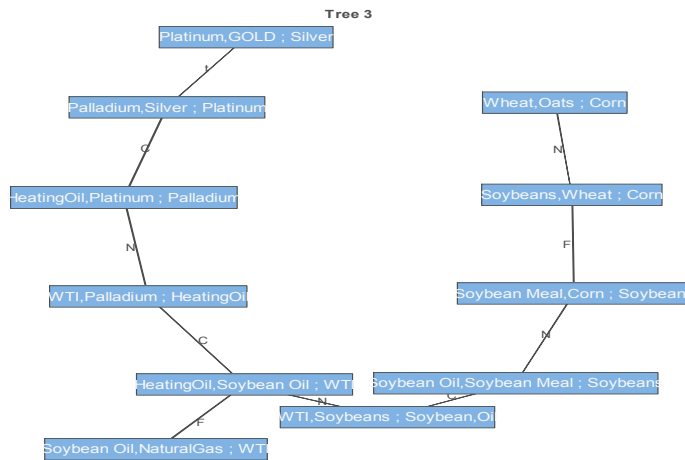 Tree 3
Platinum,GOLD ; Silver
t
Palladium,Silver ; Platinum
Wheat,Oats ; Corn
C
N
HeatingOil,Platinum ; Palladium
Soybeans,Wheat ; Corn
N
F
WTI,Palladium ; HeatingOil
Soybean Meal,Corn ; Soybean
C
N
HeatingOil,Soybean Oil ; WTI
Soybean Oil,Soybean Meal ; Soybeans
N
C
WTI,Soybeans ; Soybean,Oil
F
Soybean Oil,NaturalGas ; WTI